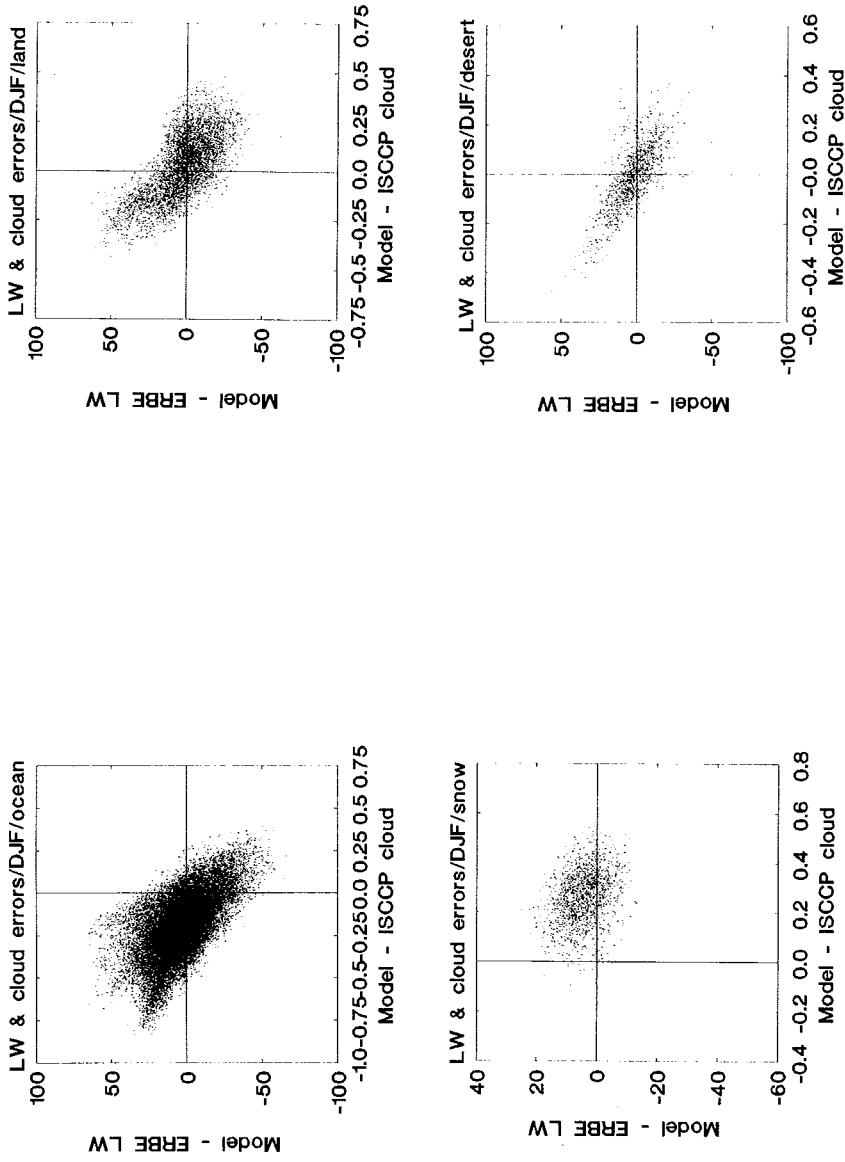 LW & cloud errors/DJF/ocean
100
50
0
-50
-100
Model - ERBE LW
-1.0-0.75-0.5-0.250.0 0.25 0.5 0.75
Model - ISCCP cloud
LW & cloud errors/DJF/land
100
50
0
-50
-100
Model - ERBE LW
-0.75-0.5-0.25 0.0 0.25 0.5 0.75
Model - ISCCP cloud
LW & cloud errors/DJF/snow
40
20
0
-20
-40
-60
Model - ERBE LW
-0.4 -0.2 0.0 0.2 0.4 0.6 0.8
Model - ISCCP cloud
LW & cloud errors/DJF/desert
100
50
0
-50
-100
Model - ERBE LW
-0.6 -0.4 -0.2 -0.0 0.2 0.4 0.6
Model - ISCCP cloud